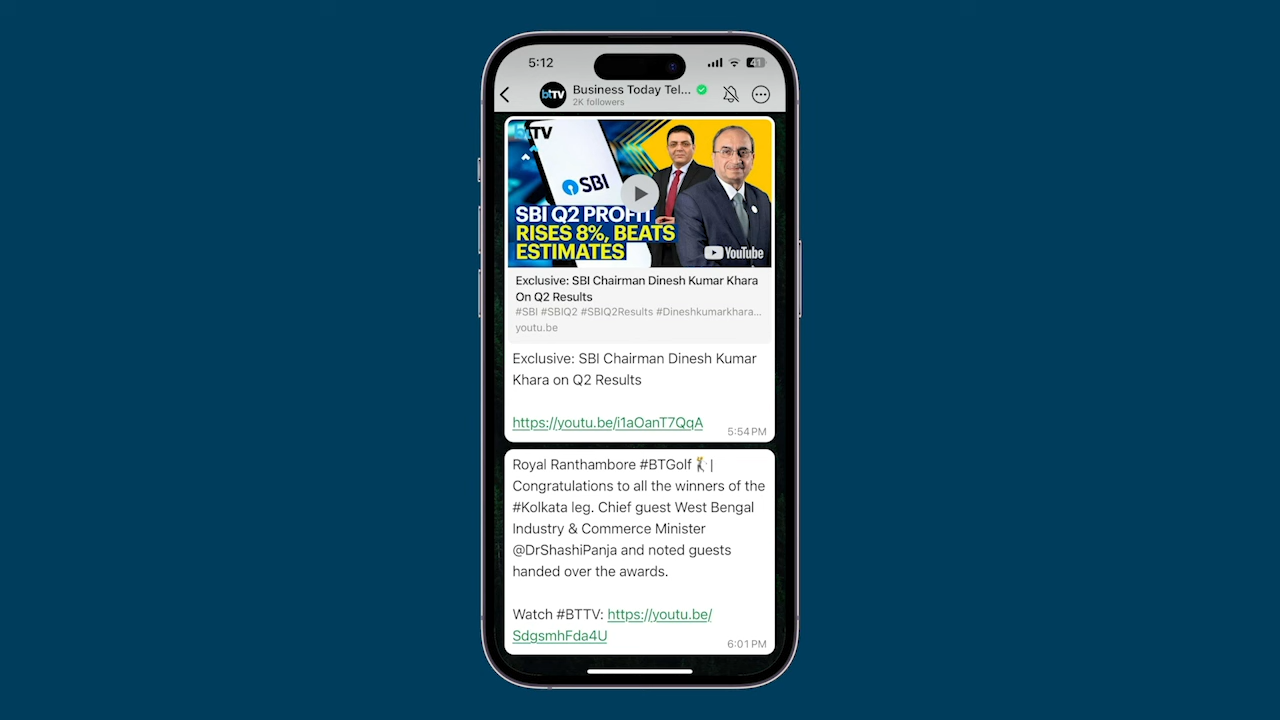 5:12
41
btTV
Business Today Tel...
2K followers
btTV
SBI
SBI Q2 PROFIT
RISES 8%, BEATS
ESTIMATES
YouTube
Exclusive: SBI Chairman Dinesh Kumar Khara
On Q2 Results
#SBI #SBIQ2 #SBIQ2Results #Dineshkumarkhara...
youtu.be
Exclusive: SBI Chairman Dinesh Kumar
Khara on Q2 Results
https://youtu.be/i1aOanT7QqA
5:54 PM
Royal Ranthambore #BTGolf🏌|
Congratulations to all the winners of the
#Kolkata leg. Chief guest West Bengal
Industry & Commerce Minister
@DrShashiPanja and noted guests
handed over the awards.
Watch #BTTV: https://youtu.be/
SdgsmhFda4U
6:01 PM